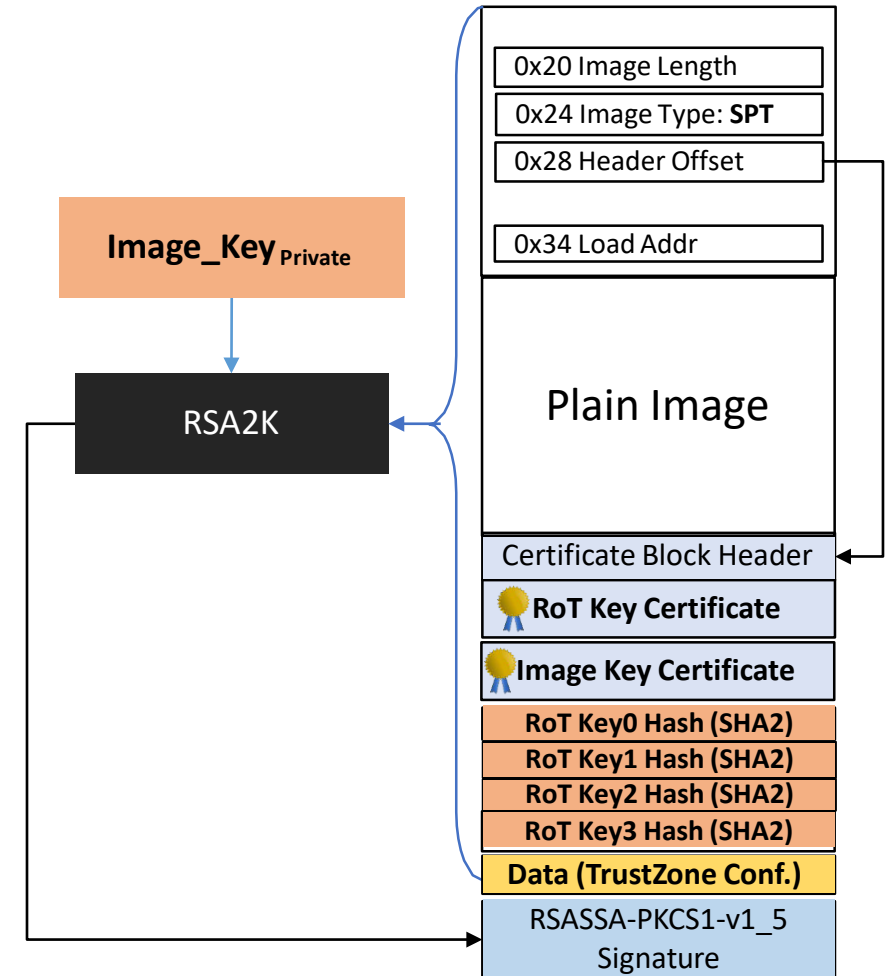 0x20 Image Length
0x24 Image Type: SPT
0x28 Header Offset
0x34 Load Addr
Image_Key Private
RSA2K
Plain Image
Certificate Block Header
RoT Key Certificate
Image Key Certificate
RoT Key0 Hash (SHA2)
RoT Key1 Hash (SHA2)
RoT Key2 Hash (SHA2)
RoT Key3 Hash (SHA2)
Data (TrustZone Conf.)
RSASSA-PKCS1-v1_5
Signature